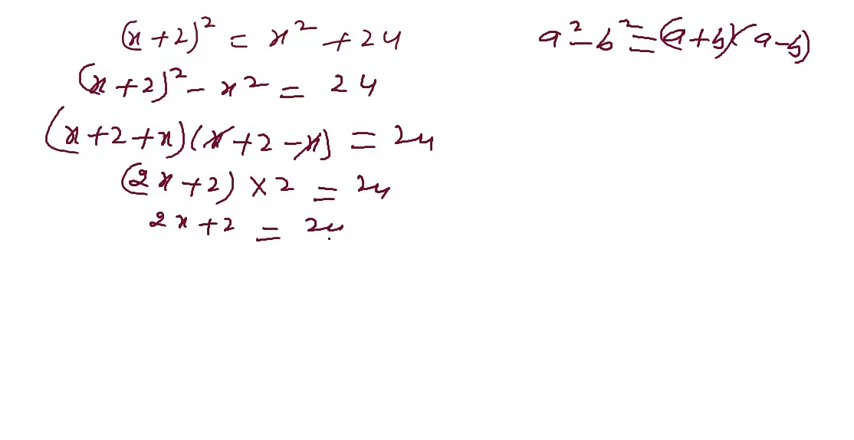 (x+2)² = x² + 24
a² - b² = (a+b)(a-b)
(x+2)² - x² = 24
(x+2+x)(x+2-x) = 24
(2x+2) × 2 = 24
2x+2 = 24